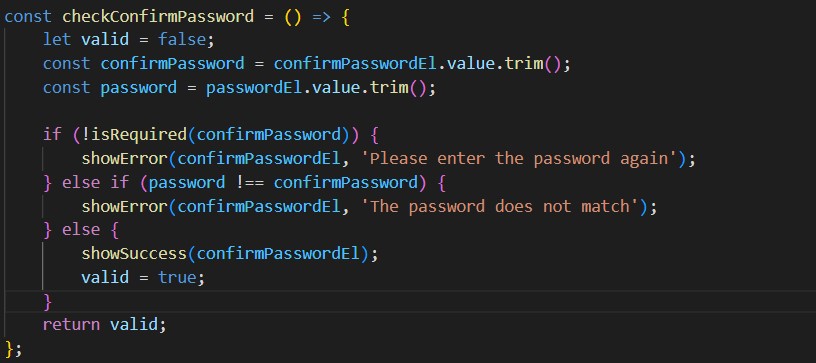 const checkConfirmPassword = () => {
    let valid = false;
    const confirmPassword = confirmPasswordEl.value.trim();
    const password = passwordEl.value.trim();

    if (!isRequired(confirmPassword)) {
        showError(confirmPasswordEl, 'Please enter the password again');
    } else if (password !== confirmPassword) {
        showError(confirmPasswordEl, 'The password does not match');
    } else {
        showSuccess(confirmPasswordEl);
        valid = true;
    }
    return valid;
};